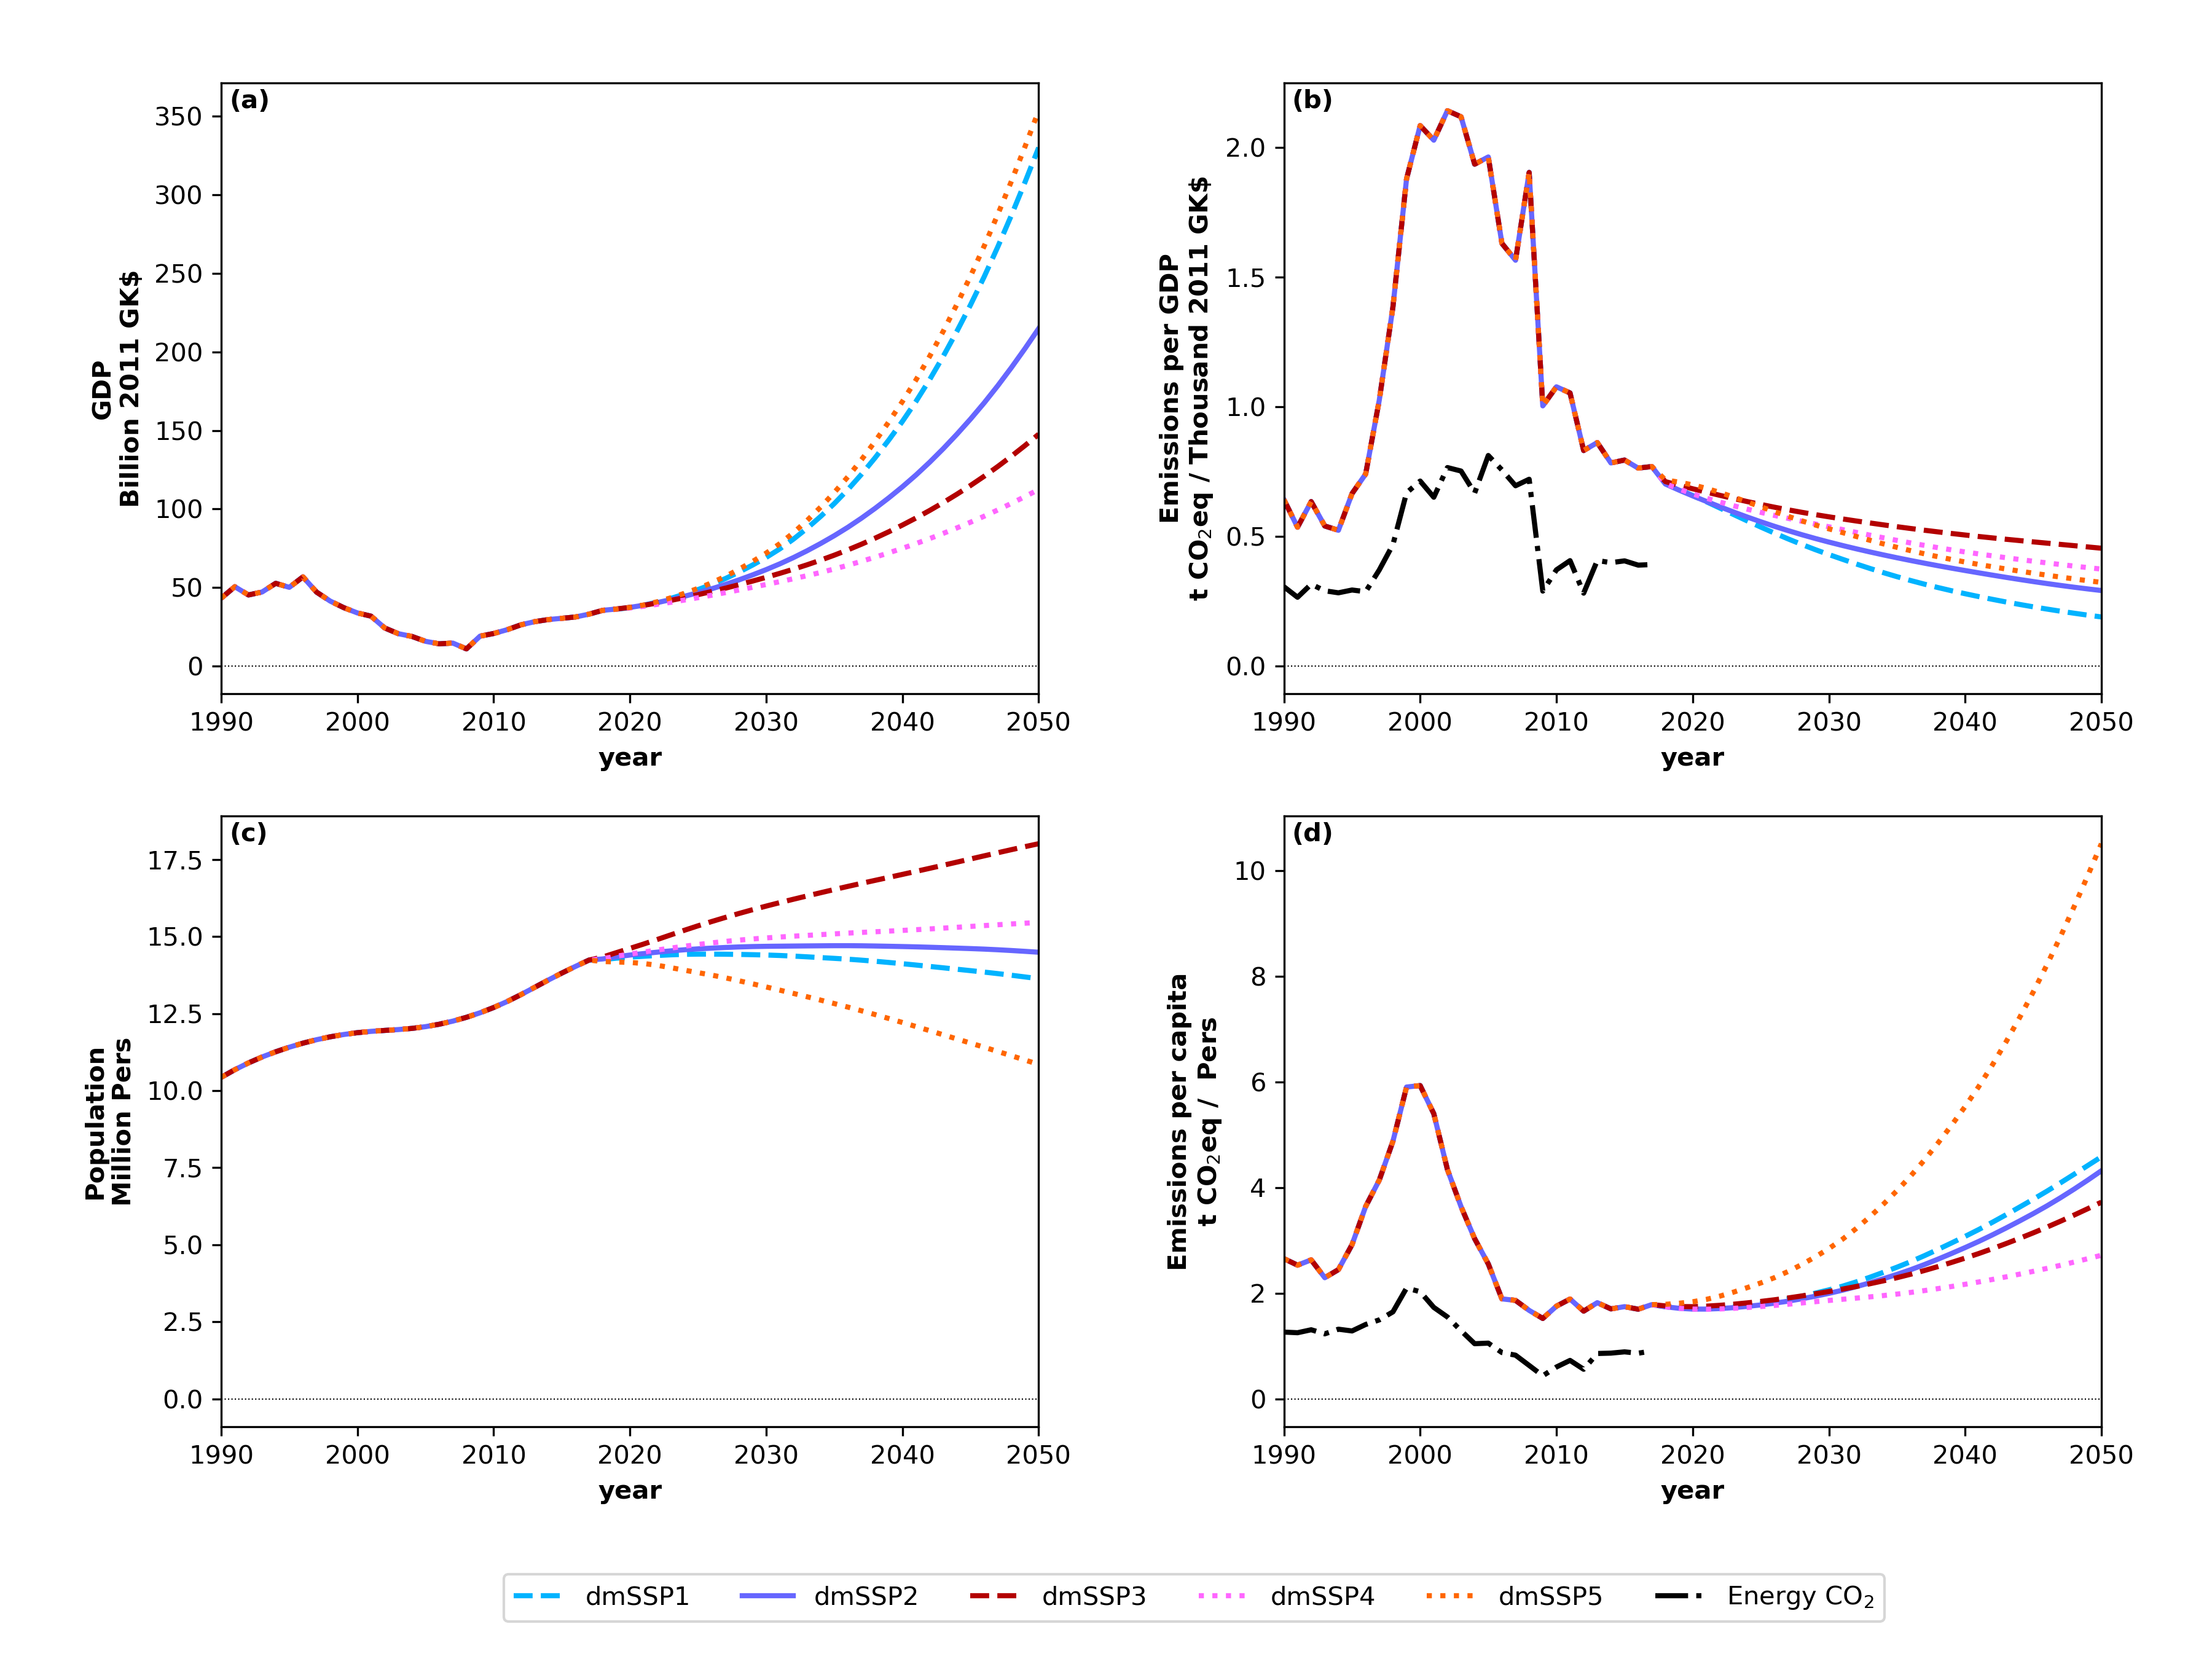 (a)
GDP
Billion 2011 GK$
350
300
250
200
150
100
50
0
1990 2000 2010 2020 2030 2040 2050
year
(b)
Emissions per GDP
t CO₂eq / Thousand 2011 GK$
2.0
1.5
1.0
0.5
0.0
1990 2000 2010 2020 2030 2040 2050
year
(c)
Population
Million Pers
17.5
15.0
12.5
10.0
7.5
5.0
2.5
0.0
1990 2000 2010 2020 2030 2040 2050
year
(d)
Emissions per capita
t CO₂eq / Pers
10
8
6
4
2
0
1990 2000 2010 2020 2030 2040 2050
year
dmSSP1 dmSSP2 dmSSP3 dmSSP4 dmSSP5 Energy CO₂